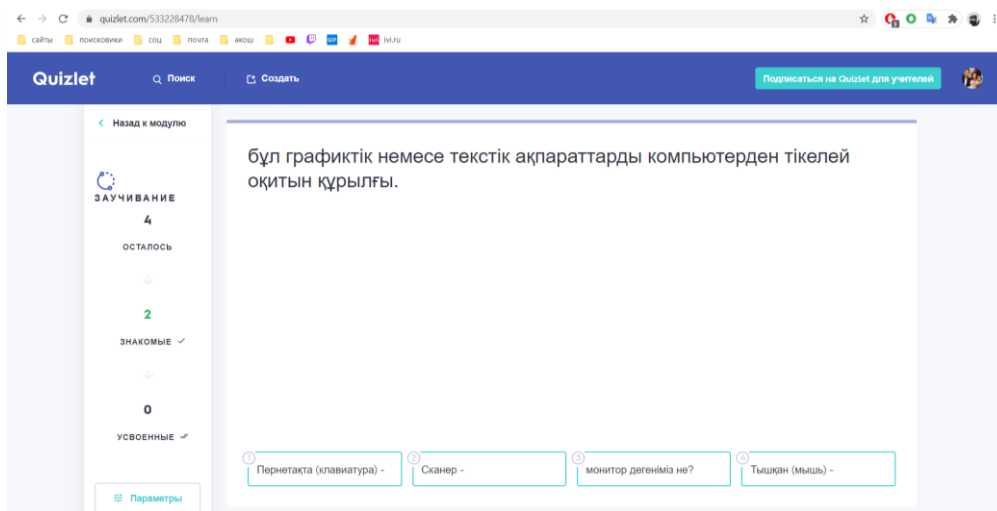 quizlet.com/533228478/learn
сайты поисковики соц почта акош ivi.ru
Quizlet Поиск Создать Подписаться на Quizlet для учителей
Назад к модулю
бұл графиктік немесе текстік ақпараттарды компьютерден тікелей
оқитын құрылғы.
ЗАУЧИВАНИЕ
4
ОСТАЛОСЬ
2
ЗНАКОМЫЕ
0
УСВОЕННЫЕ
Параметры
1 Пернетақта (клавиатура) -
2 Сканер -
3 монитор дегеніміз не?
4 Тышқан (мышь) -